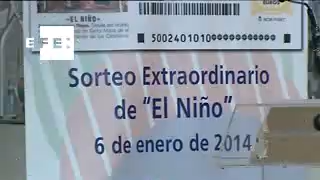 "EL NIÑO"
EFE:
5002401010
Sorteo Extraordinario
de "El Niño"
6 de enero de 2014